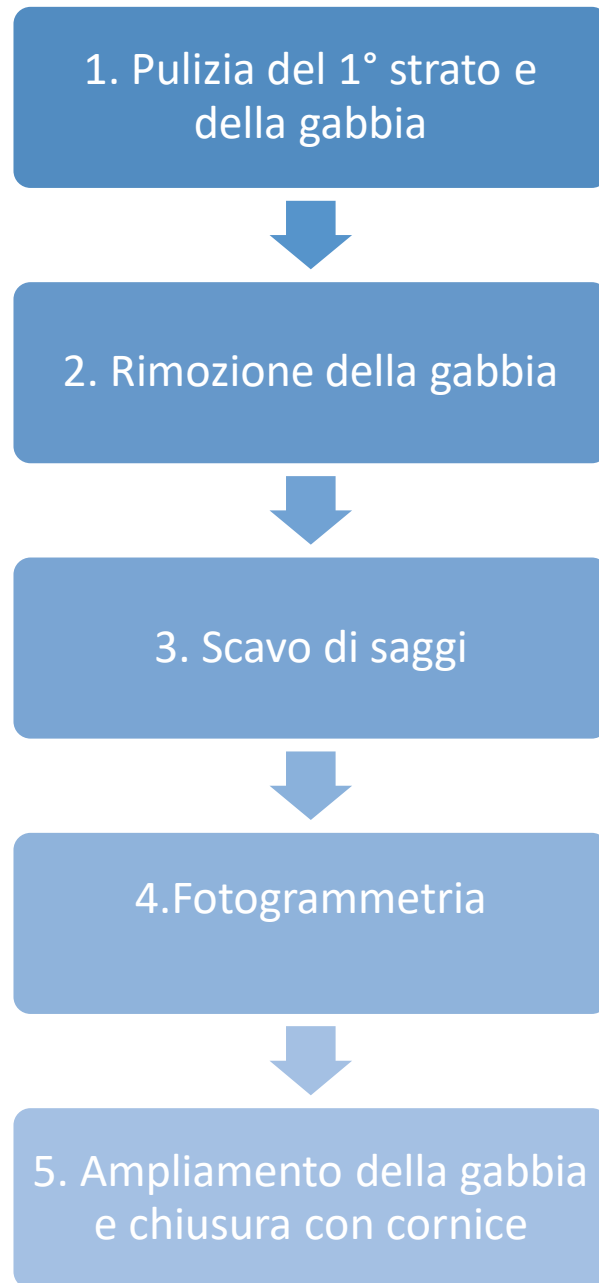 1. Pulizia del 1° strato e
della gabbia
2. Rimozione della gabbia
3. Scavo di saggi
4.Fotogrammetria
5. Ampliamento della gabbia
e chiusura con cornice